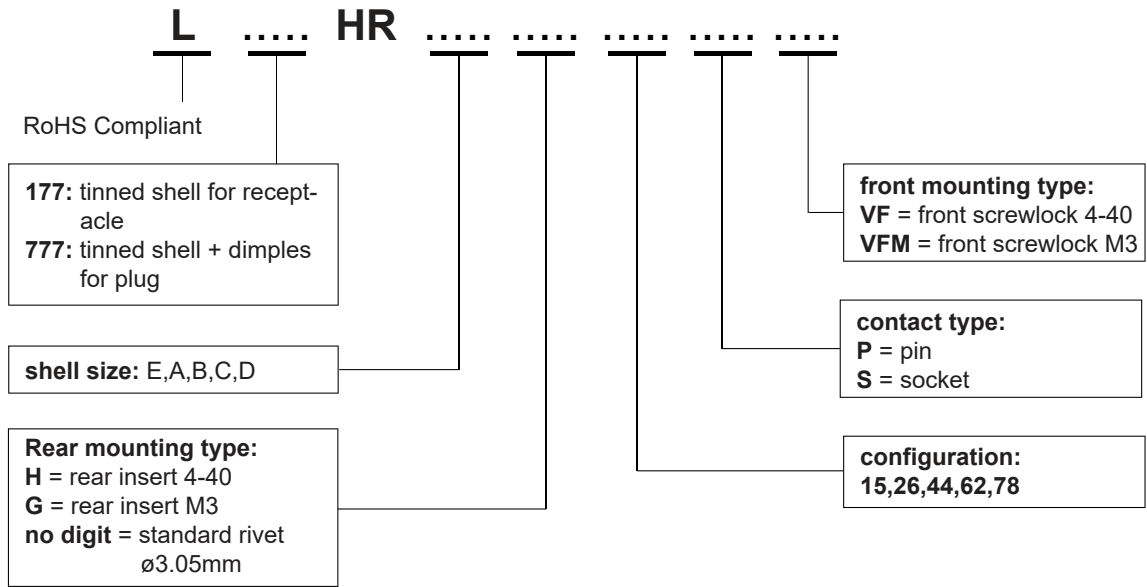 L ..... HR ..... ..... ..... ..... .....
RoHS Compliant
177: tinned shell for recept-
acle
777: tinned shell + dimples
for plug
shell size: E,A,B,C,D
Rear mounting type:
H = rear insert 4-40
G = rear insert M3
no digit = standard rivet
ø3.05mm
front mounting type:
VF = front screwlock 4-40
VFM = front screwlock M3
contact type:
P = pin
S = socket
configuration:
15,26,44,62,78